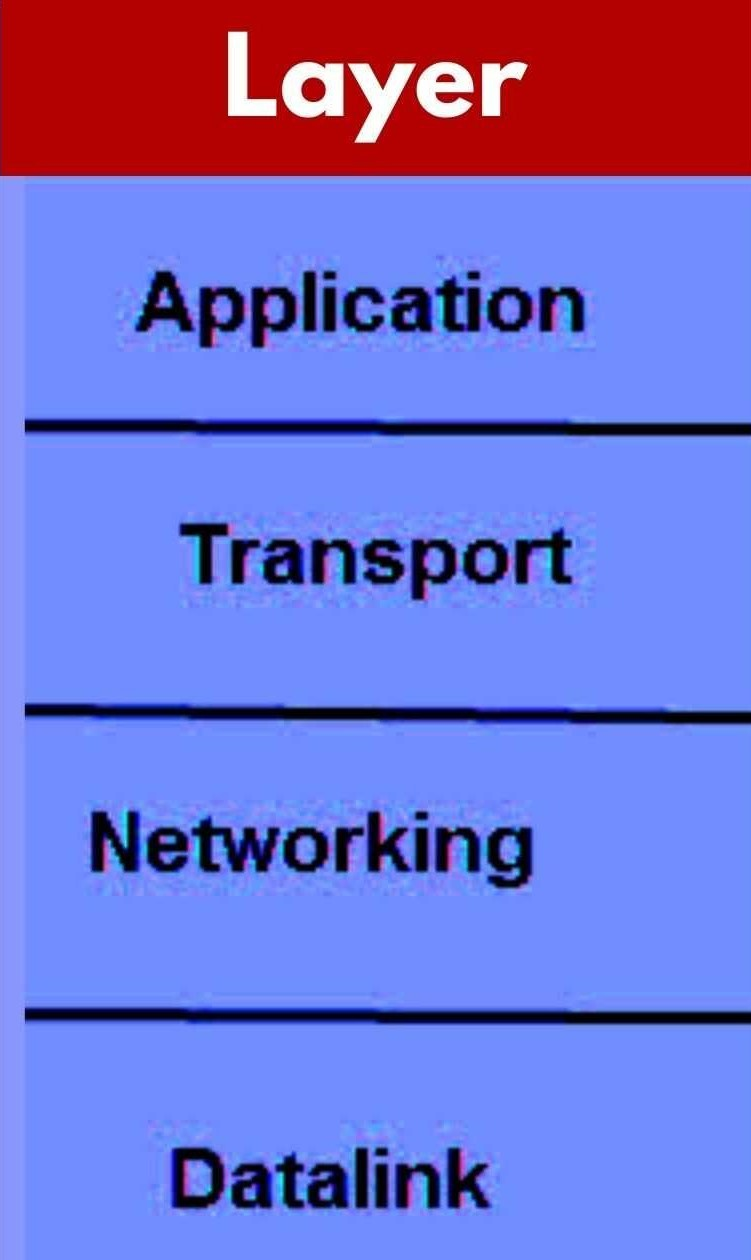 Layer
Application
Transport
Networking
Datalink